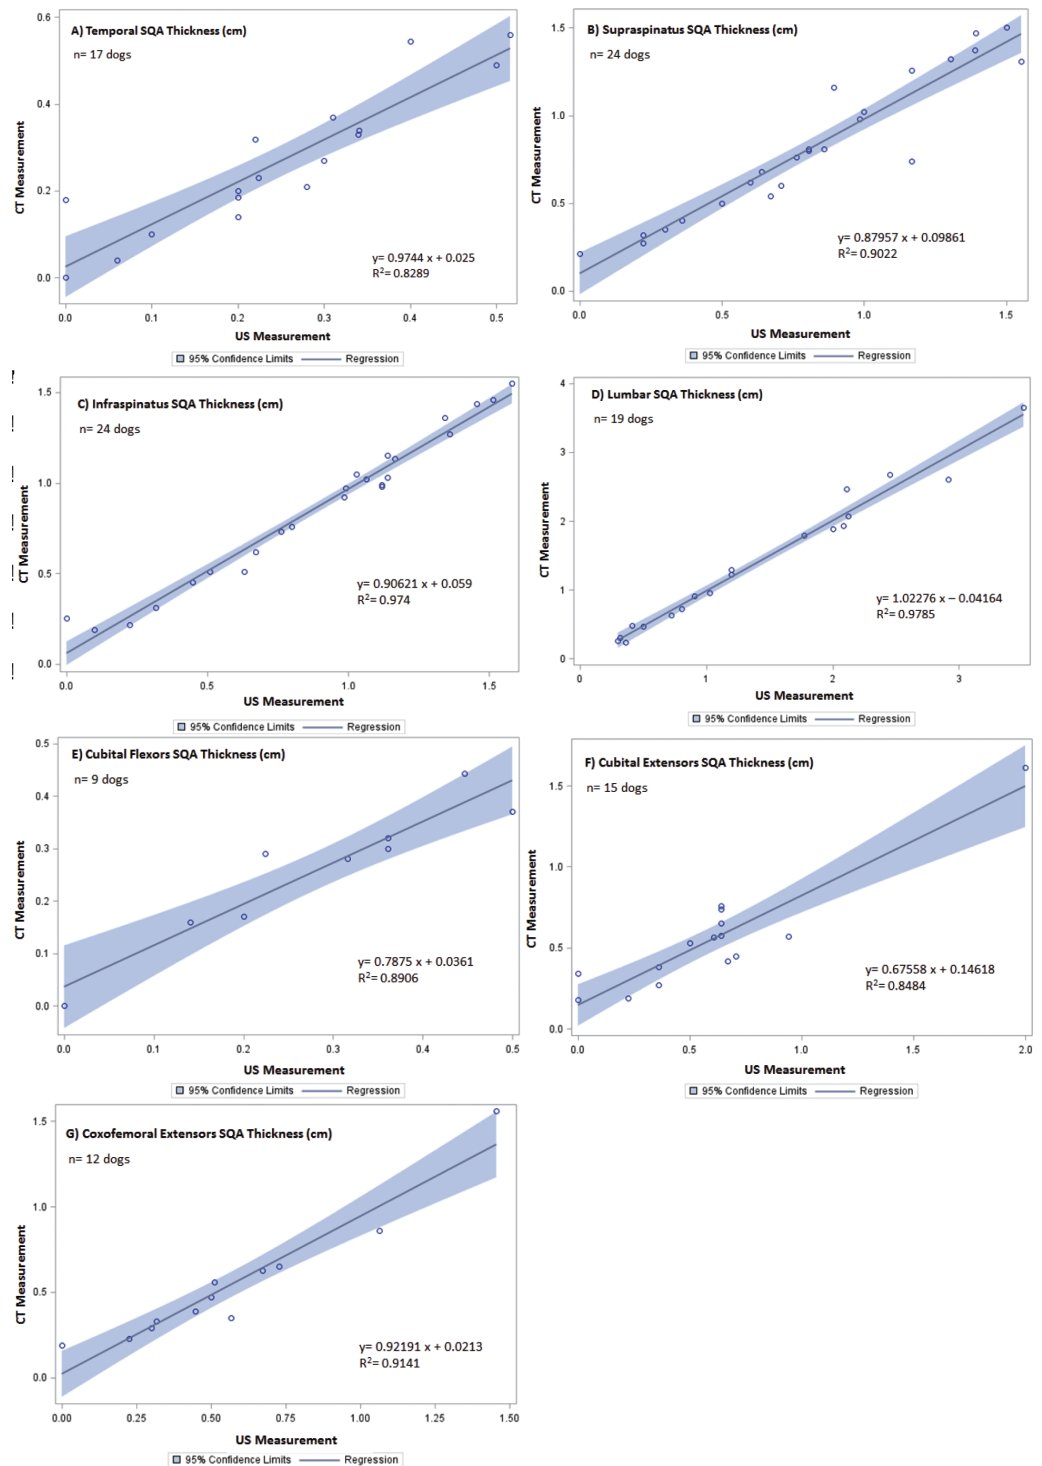 A) Temporal SQA Thickness (cm)
n= 17 dogs
CT Measurement
0.6
0.4
0.2
0.0
y= 0.9744 x + 0.025
R2= 0.8289
0.0 0.1 0.2 0.3 0.4 0.5
US Measurement
95% Confidence Limits Regression
B) Supraspinatus SQA Thickness (cm)
n= 24 dogs
CT Measurement
1.5
1.0
0.5
0.0
y= 0.87957 x + 0.09861
R2= 0.9022
0.0 0.5 1.0 1.5
US Measurement
95% Confidence Limits Regression
C) Infraspinatus SQA Thickness (cm)
n= 24 dogs
CT Measurement
1.5
1.0
0.5
0.0
y= 0.90621 x + 0.059
R2= 0.974
0.0 0.5 1.0 1.5
US Measurement
95% Confidence Limits Regression
D) Lumbar SQA Thickness (cm)
n= 19 dogs
CT Measurement
4
3
2
1
0
y= 1.02276 x – 0.04164
R2= 0.9785
0 1 2 3
US Measurement
95% Confidence Limits Regression
E) Cubital Flexors SQA Thickness (cm)
n= 9 dogs
CT Measurement
0.5
0.4
0.3
0.2
0.1
0.0
y= 0.7875 x + 0.0361
R2= 0.8906
0.0 0.1 0.2 0.3 0.4 0.5
US Measurement
95% Confidence Limits Regression
F) Cubital Extensors SQA Thickness (cm)
n= 15 dogs
CT Measurement
1.5
1.0
0.5
0.0
y= 0.67558 x + 0.14618
R2= 0.8484
0.0 0.5 1.0 1.5 2.0
US Measurement
95% Confidence Limits Regression
G) Coxofemoral Extensors SQA Thickness (cm)
n= 12 dogs
CT Measurement
1.5
1.0
0.5
0.0
y= 0.92191 x + 0.0213
R2= 0.9141
0.00 0.25 0.50 0.75 1.00 1.25 1.50
US Measurement
95% Confidence Limits Regression